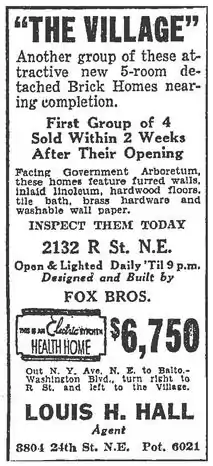 "THE VILLAGE"
Another group of these at-
tractive new 5-room de-
tached Brick Homes near-
ing completion.
First Group of 4
Sold Within 2 Weeks
After Their Opening
Facing Government Arboretum,
these homes feature furred walls,
inlaid linoleum, hardwood floors,
tile bath, brass hardware and
washable wall paper.
INSPECT THEM TODAY
2132 R St. N.E.
Open & Lighted Daily 'Til 9 p.m.
Designed and Built by
FOX BROS.
THIS IS AN Electric KITCHEN
HEALTH HOME
$6,750
Out N. Y. Ave. N. E. to Balto.-
Washington Blvd., turn right to
R St. and left to the Village.
LOUIS H. HALL
Agent
3804 24th St. N.E. Pot. 6021